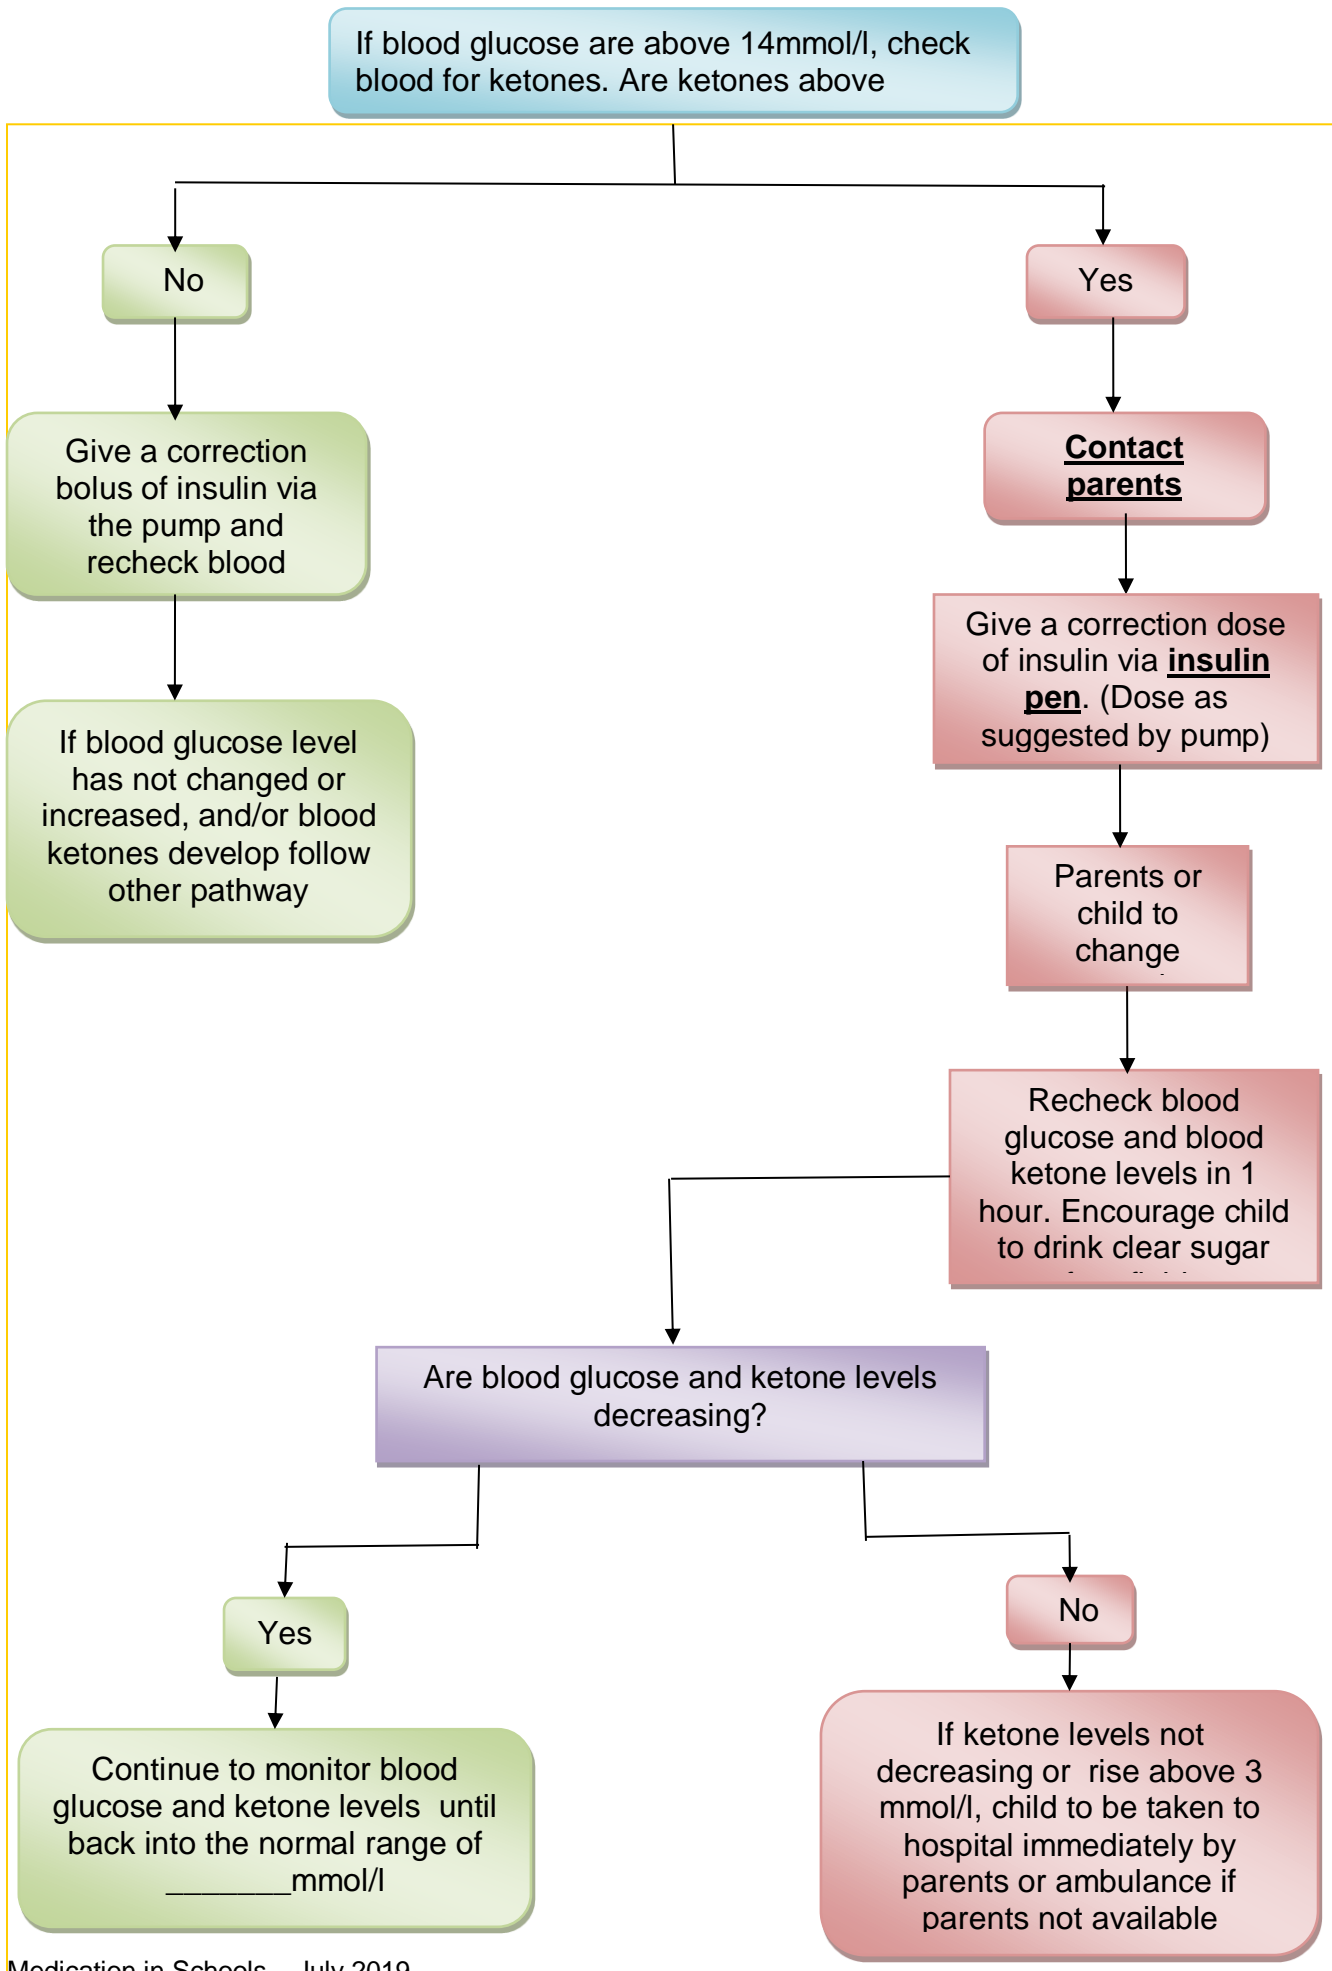 If blood glucose are above 14mmol/l, check
blood for ketones. Are ketones above
No
Yes
Give a correction
bolus of insulin via
the pump and
recheck blood
Contact
parents
Give a correction dose
of insulin via insulin
pen. (Dose as
suggested by pump)
If blood glucose level
has not changed or
increased, and/or blood
ketones develop follow
other pathway
Parents or
child to
change
Recheck blood
glucose and blood
ketone levels in 1
hour. Encourage child
to drink clear sugar
Are blood glucose and ketone levels
decreasing?
Yes
No
Continue to monitor blood
glucose and ketone levels until
back into the normal range of
_______mmol/l
If ketone levels not
decreasing or rise above 3
mmol/l, child to be taken to
hospital immediately by
parents or ambulance if
parents not available
Medication in Schools July 2019